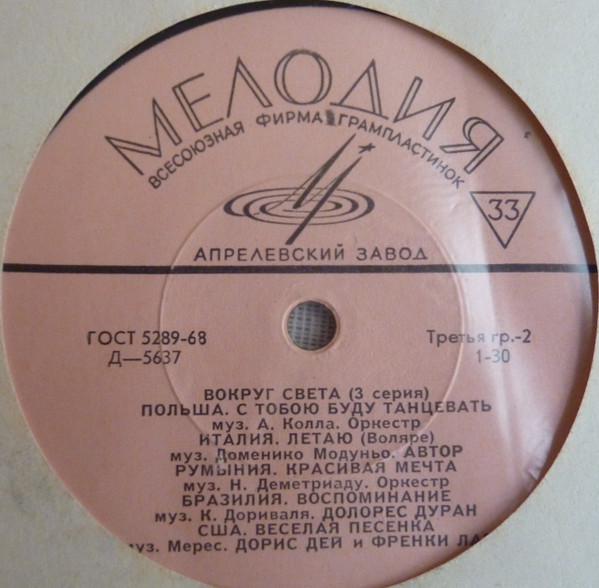 МЕЛОДИЯ
ВСЕСОЮЗНАЯ ФИРМА ГРАМПЛАСТИНОК
33
АПРЕЛЕВСКИЙ ЗАВОД
ГОСТ 5289-68
Третья гр.-2
Д—5637
1-30
ВОКРУГ СВЕТА (3 серия)
ПОЛЬША. С ТОБОЮ БУДУ ТАНЦЕВАТЬ
муз. А. Колла. Оркестр
ИТАЛИЯ. ЛЕТАЮ (Воляре)
муз. Доменико Модуньо. АВТОР
РУМЫНИЯ. КРАСИВАЯ МЕЧТА
муз. Н. Деметриаду. Оркестр
БРАЗИЛИЯ. ВОСПОМИНАНИЕ
муз. К. Дориваля. ДОЛОРЕС ДУРАН
США. ВЕСЕЛАЯ ПЕСЕНКА
муз. Мерес. ДОРИС ДЕЙ и ФРЕНКИ